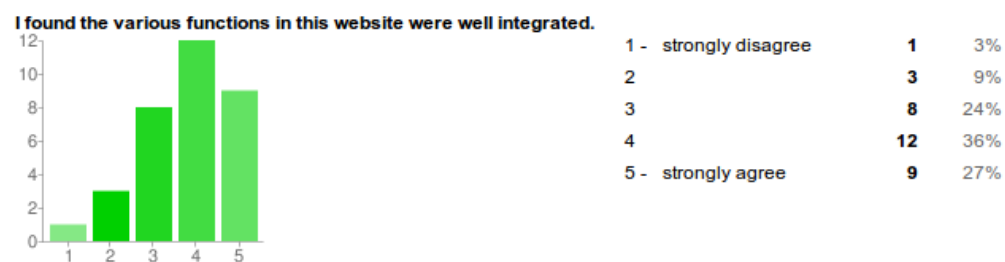 I found the various functions in this website were well integrated.
12
10
8
6
4
2
0
1 2 3 4 5
1 - strongly disagree 1 3%
2 3 9%
3 8 24%
4 12 36%
5 - strongly agree 9 27%